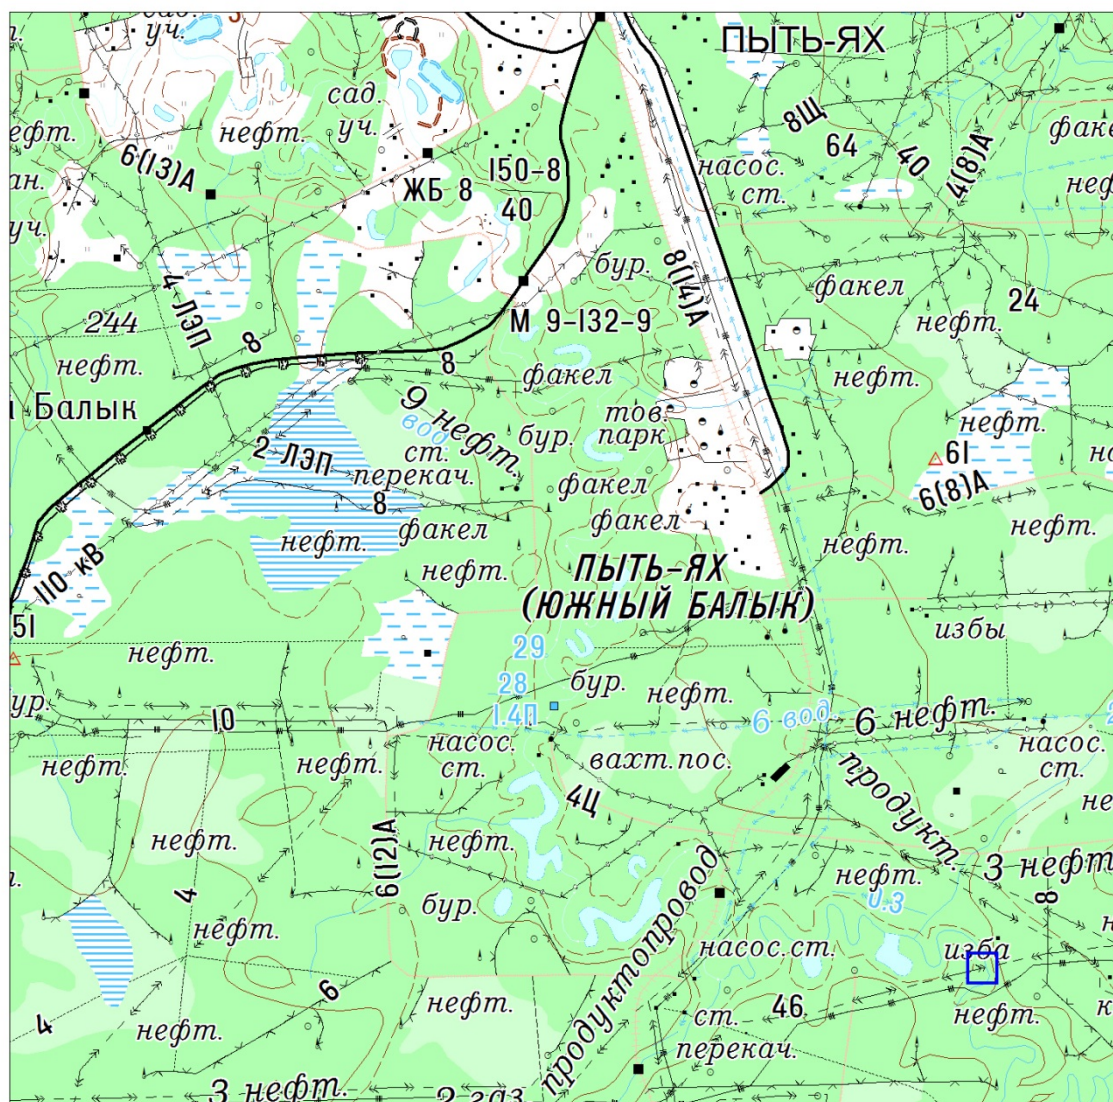 сад.
уч.
3
ПЫТЬ-ЯХ
сад.
уч.
нефт.
6(13)А
8Щ
64
40
4(8)А
насос.
ст.
150-8
40
ЖБ 8
уч.
бур.
8(14)А
факел
4 ЛЭП
244
нефт.
8
М 9-132-9
24
нефт.
8
факел
нефт.
Балык
9 нефт.
вод
ст.
перекач.
бур.
тов.
парк
нефт.
61
6(8)А
2 ЛЭП
8
факел
факел
факел
нефт.
нефт.
нефт.
нефт.
110 кВ
51
ПЫТЬ-ЯХ
(ЮЖНЫЙ БАЛЫК)
избы
нефт.
29
28
1.4П
бур.
нефт.
10
6 вод.
6 нефт.
насос.
ст.
насос.
ст.
нефт.
нефт.
вахт.пос.
4Ц
продукт.
нефт.
6(12)А
нефт.
3 нефт
нефт.
0.3
8
4
бур.
нефт.
продуктопровод
насос.ст.
изба
6
46
нефт.
4
нефт.
нефт.
ст.
перекач.
3 нефт.
2 газ